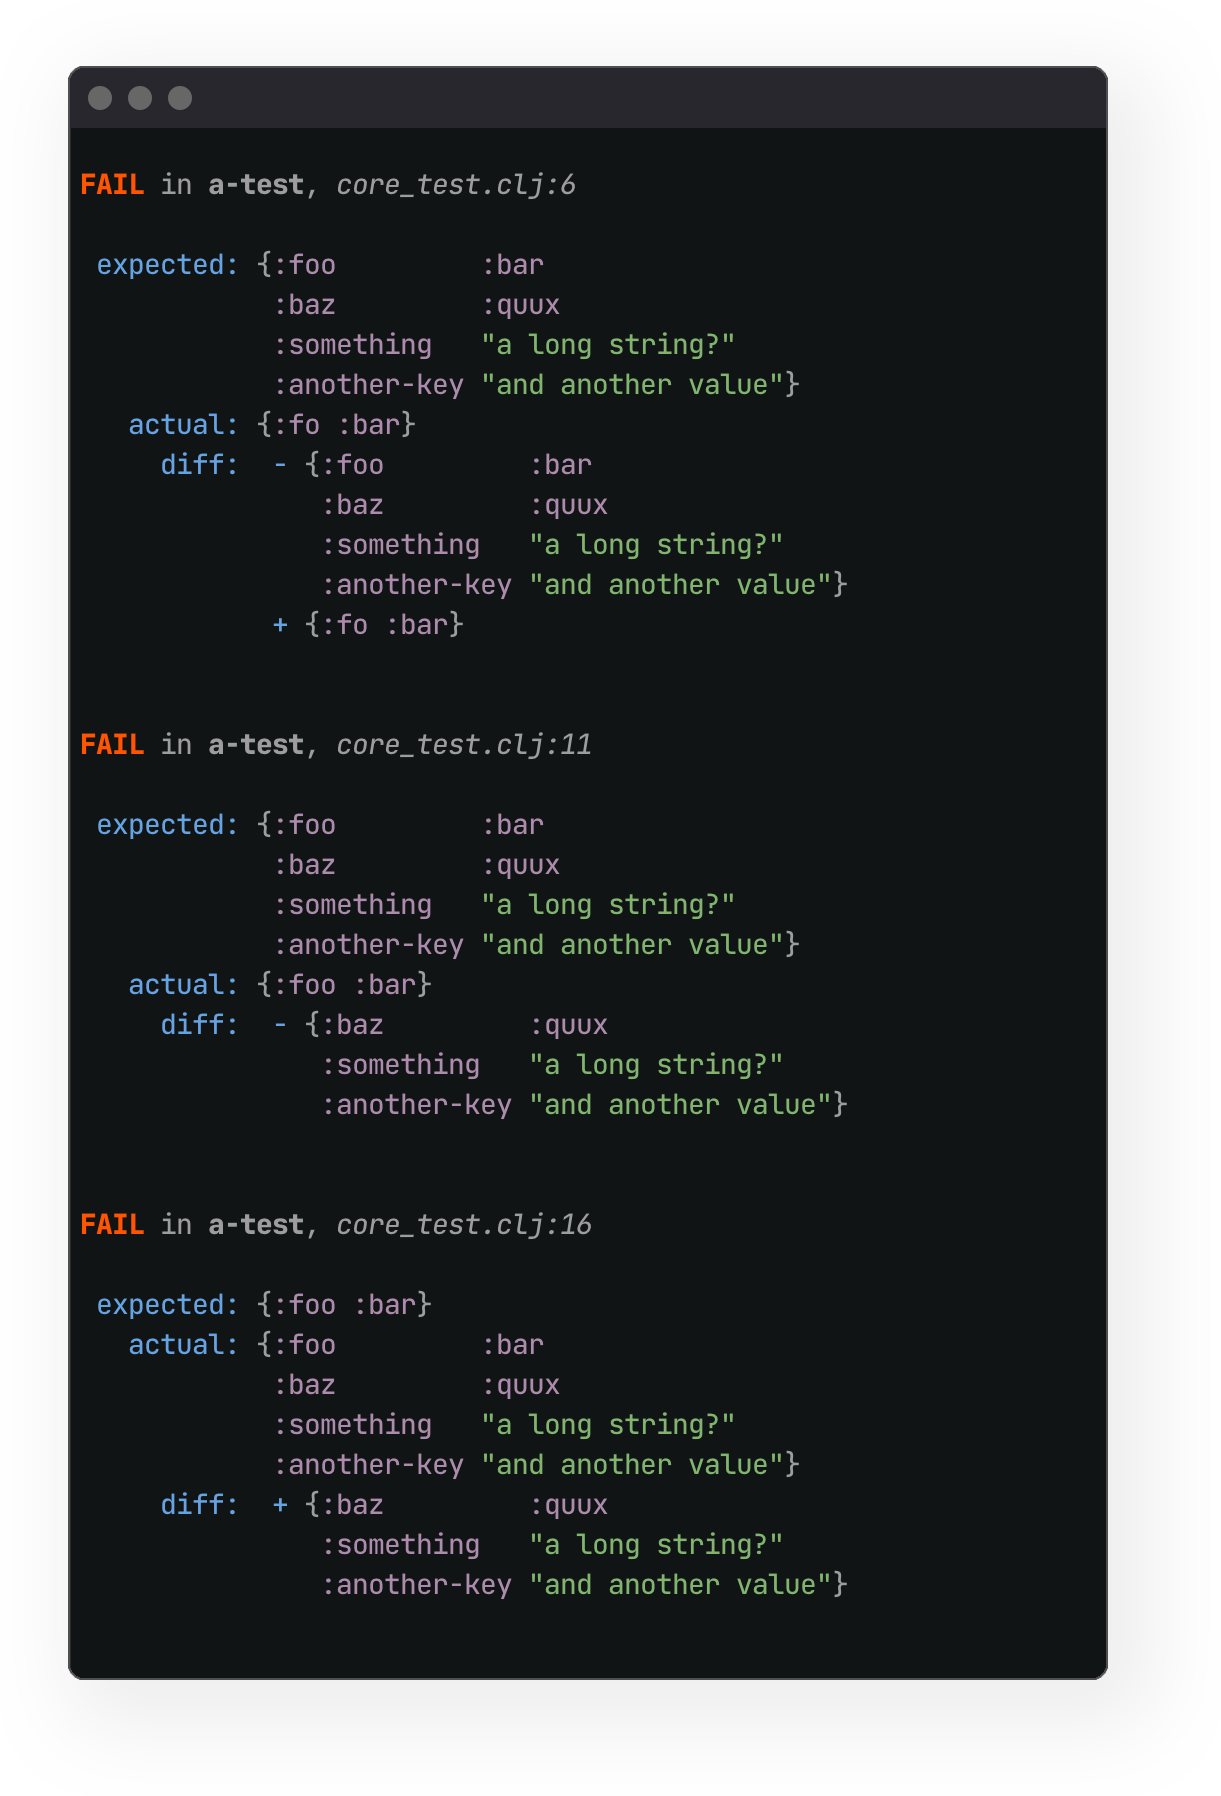 FAIL in a-test, core_test.clj:6
expected: {:foo         :bar
           :baz         :quux
           :something   "a long string?"
           :another-key "and another value"}
  actual: {:fo :bar}
    diff:  - {:foo         :bar
              :baz         :quux
              :something   "a long string?"
              :another-key "and another value"}
           + {:fo :bar}
FAIL in a-test, core_test.clj:11
expected: {:foo         :bar
           :baz         :quux
           :something   "a long string?"
           :another-key "and another value"}
  actual: {:foo :bar}
    diff:  - {:baz         :quux
              :something   "a long string?"
              :another-key "and another value"}
FAIL in a-test, core_test.clj:16
expected: {:foo :bar}
  actual: {:foo         :bar
           :baz         :quux
           :something   "a long string?"
           :another-key "and another value"}
    diff:  + {:baz         :quux
              :something   "a long string?"
              :another-key "and another value"}